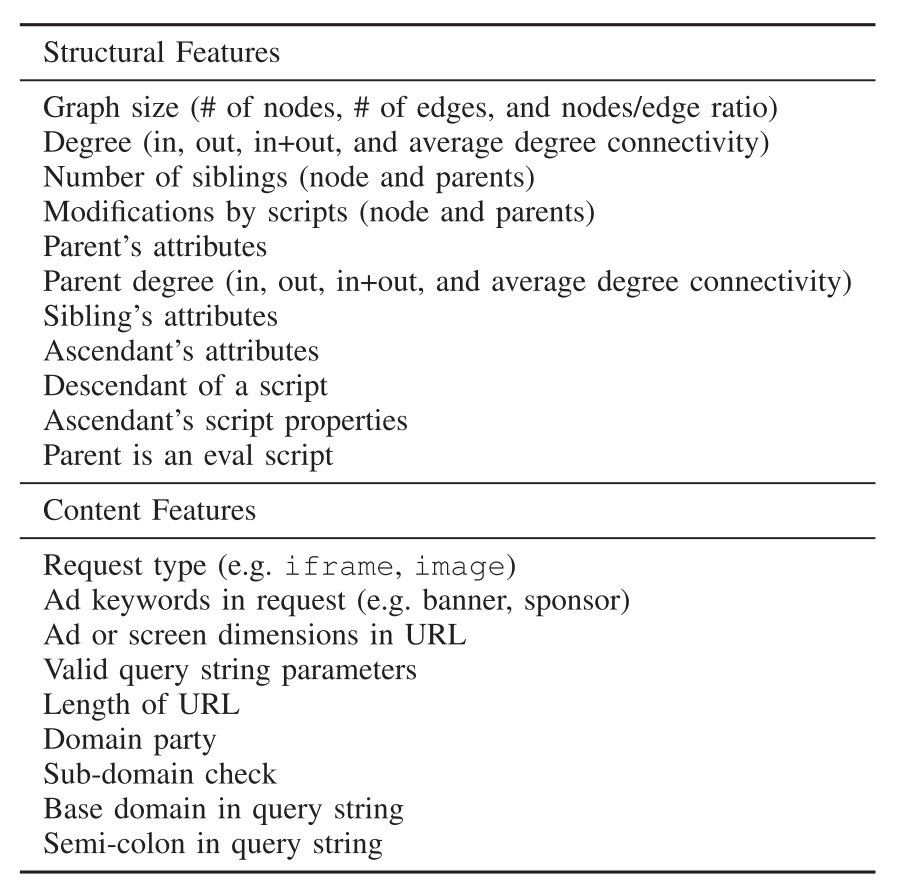 Structural Features
Graph size (# of nodes, # of edges, and nodes/edge ratio)
Degree (in, out, in+out, and average degree connectivity)
Number of siblings (node and parents)
Modifications by scripts (node and parents)
Parent’s attributes
Parent degree (in, out, in+out, and average degree connectivity)
Sibling’s attributes
Ascendant’s attributes
Descendant of a script
Ascendant’s script properties
Parent is an eval script
Content Features
Request type (e.g. iframe, image)
Ad keywords in request (e.g. banner, sponsor)
Ad or screen dimensions in URL
Valid query string parameters
Length of URL
Domain party
Sub-domain check
Base domain in query string
Semi-colon in query string